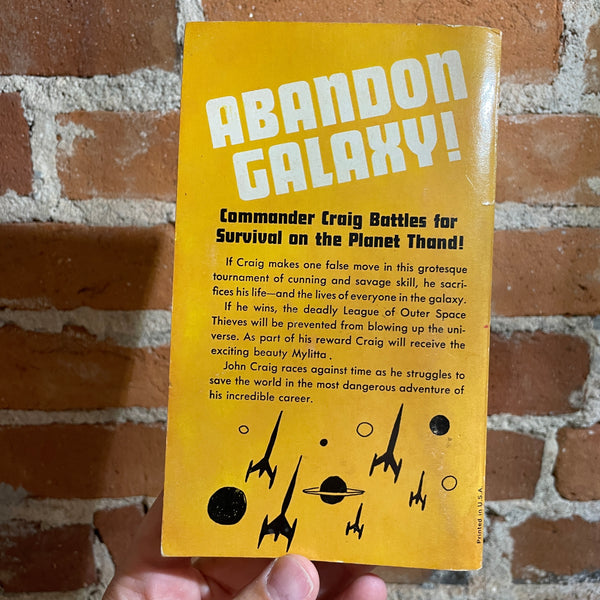 ABANDON
GALAXY!
Commander Craig Battles for
Survival on the Planet Thand!
If Craig makes one false move in this grotesque
tournament of cunning and savage skill, he sacri-
fices his life—and the lives of everyone in the galaxy.
If he wins, the deadly League of Outer Space
Thieves will be prevented from blowing up the uni-
verse. As part of his reward Craig will receive the
exciting beauty Mylitta.
John Craig races against time as he struggles to
save the world in the most dangerous adventure of
his incredible career.
Printed in U.S.A.